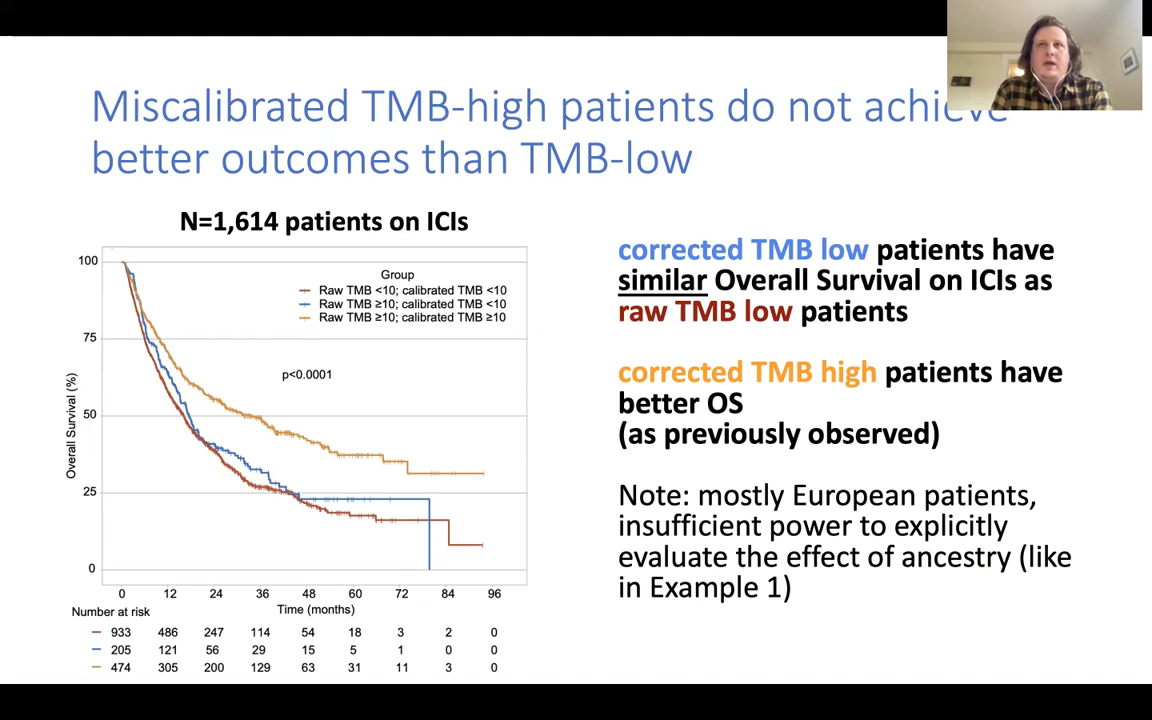 Miscalibrated TMB-high patients do not achieve
better outcomes than TMB-low
N=1,614 patients on ICIs
Group
Raw TMB <10; calibrated TMB <10
Raw TMB ≥10; calibrated TMB <10
Raw TMB ≥10; calibrated TMB ≥10
p<0.0001
Overall Survival (%)
100
75
50
25
0
0 12 24 36 48 60 72 84 96
Time (months)
Number at risk
933 486 247 114 54 18 3 2 0
205 121 56 29 15 5 1 0 0
474 305 200 129 63 31 11 3 0
corrected TMB low patients have
similar Overall Survival on ICIs as
raw TMB low patients
corrected TMB high patients have
better OS
(as previously observed)
Note: mostly European patients,
insufficient power to explicitly
evaluate the effect of ancestry (like
in Example 1)